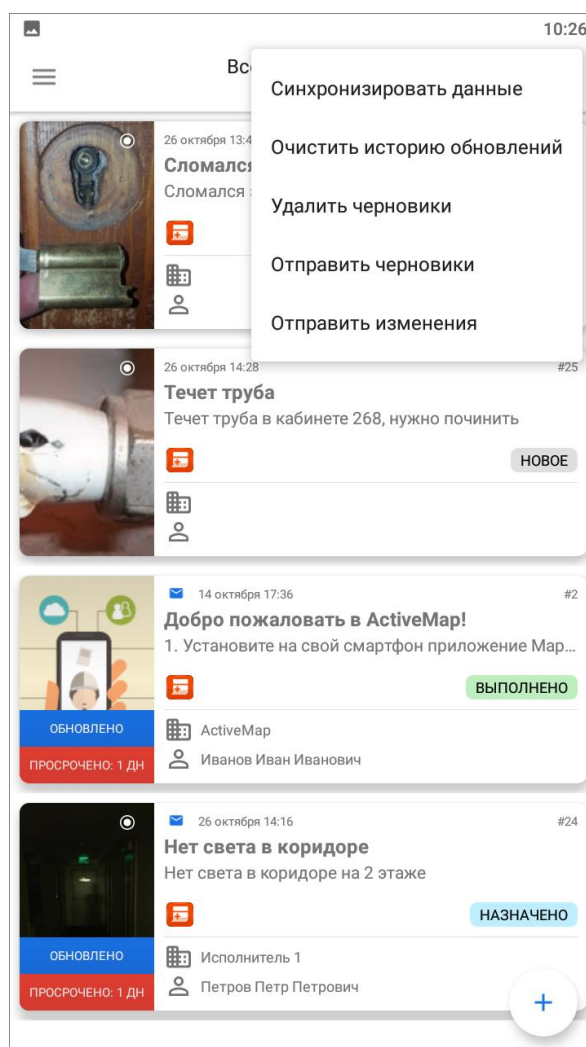 10:26
Синхронизировать данные
Очистить историю обновлений
Удалить черновики
Отправить черновики
Отправить изменения
26 октября
Сломался
Сломался
26 октября 14:28 #25
Течет труба
Течет труба в кабинете 268, нужно починить
НОВОЕ
14 октября 17:36 #2
Добро пожаловать в ActiveMap!
1. Установите на свой смартфон приложение Map...
ВЫПОЛНЕНО
ОБНОВЛЕНО
ActiveMap
ПРОСРОЧЕНО: 1 ДН
Иванов Иван Иванович
26 октября 14:16 #24
Нет света в коридоре
Нет света в коридоре на 2 этаже
НАЗНАЧЕНО
ОБНОВЛЕНО
Исполнитель 1
ПРОСРОЧЕНО: 1 ДН
Петров Петр Петрович